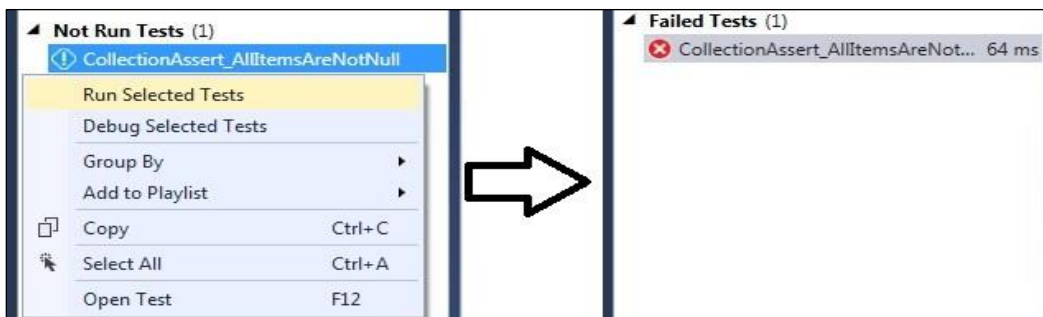 Not Run Tests (1)
CollectionAssert_AllItemsAreNotNull
Run Selected Tests
Debug Selected Tests
Group By
Add to Playlist
Copy Ctrl+C
Select All Ctrl+A
Open Test F12
Failed Tests (1)
CollectionAssert_AllItemsAreNot... 64 ms